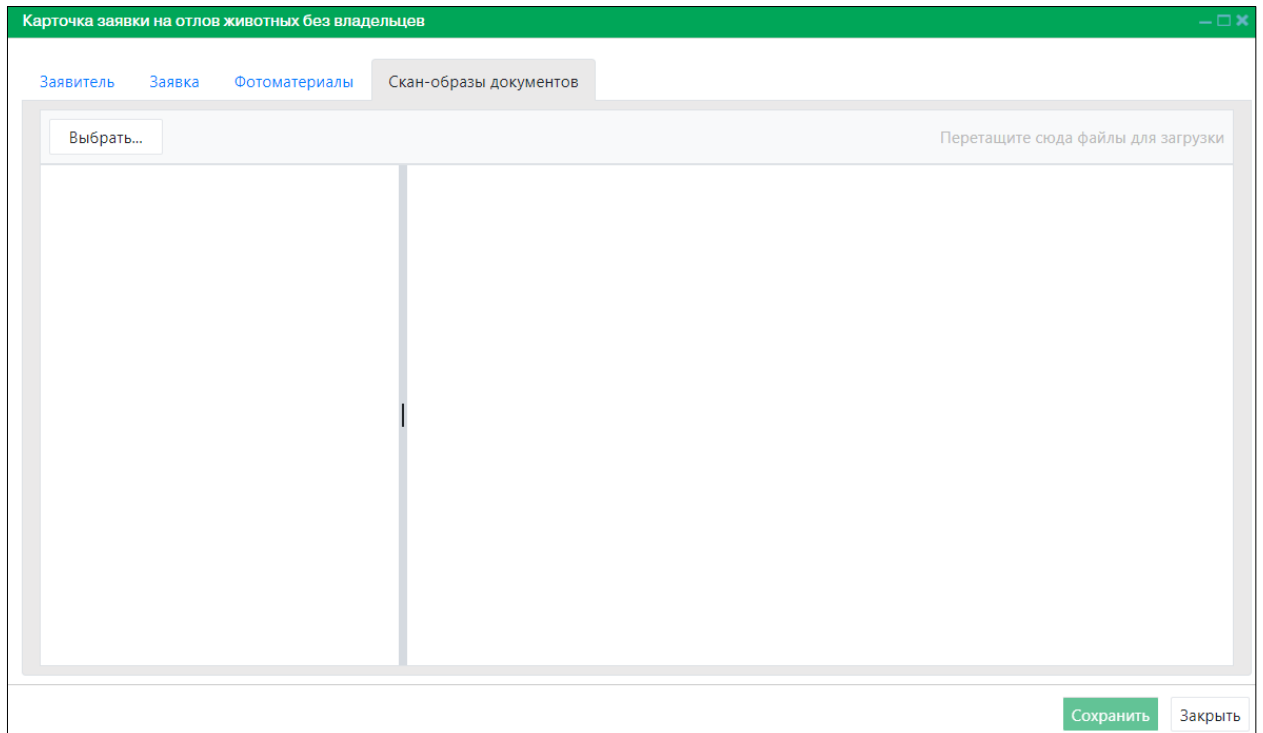 Карточка заявки на отлов животных без владельцев
Заявитель Заявка Фотоматериалы Скан-образы документов
Выбрать... Перетащите сюда файлы для загрузки
Сохранить Закрыть